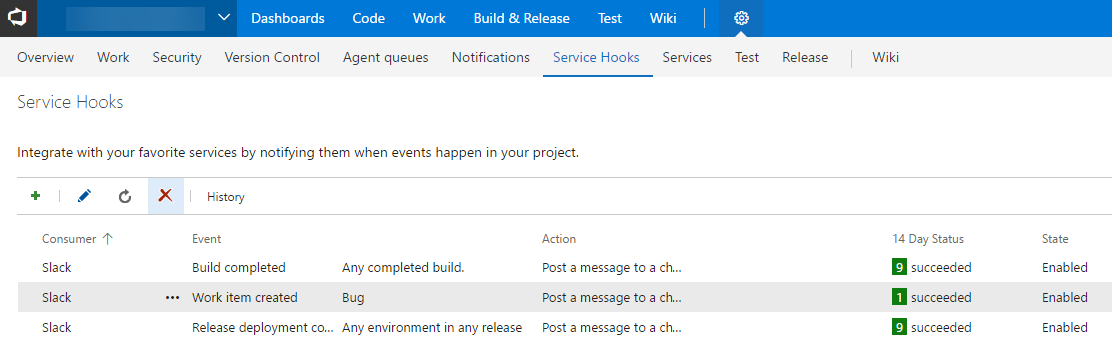 Dashboards Code Work Build & Release Test Wiki
Overview Work Security Version Control Agent queues Notifications Service Hooks Services Test Release Wiki
Service Hooks
Integrate with your favorite services by notifying them when events happen in your project.
History
Consumer Event Action 14 Day Status State
Slack Build completed Any completed build. Post a message to a ch... 9 succeeded Enabled
Slack ... Work item created Bug Post a message to a ch... 1 succeeded Enabled
Slack Release deployment co... Any environment in any release Post a message to a ch... 9 succeeded Enabled